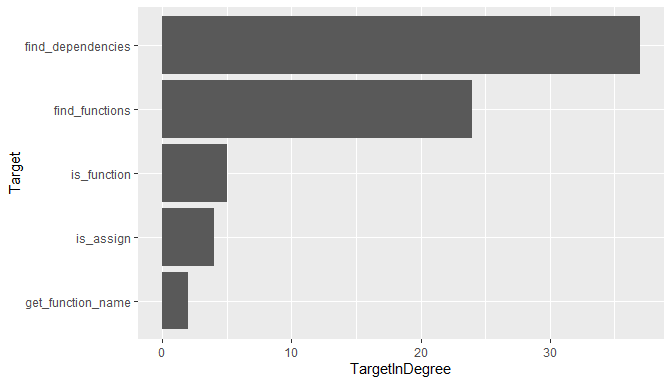 find_dependencies
find_functions
is_function
is_assign
get_function_name
Target
0 10 20 30
TargetInDegree